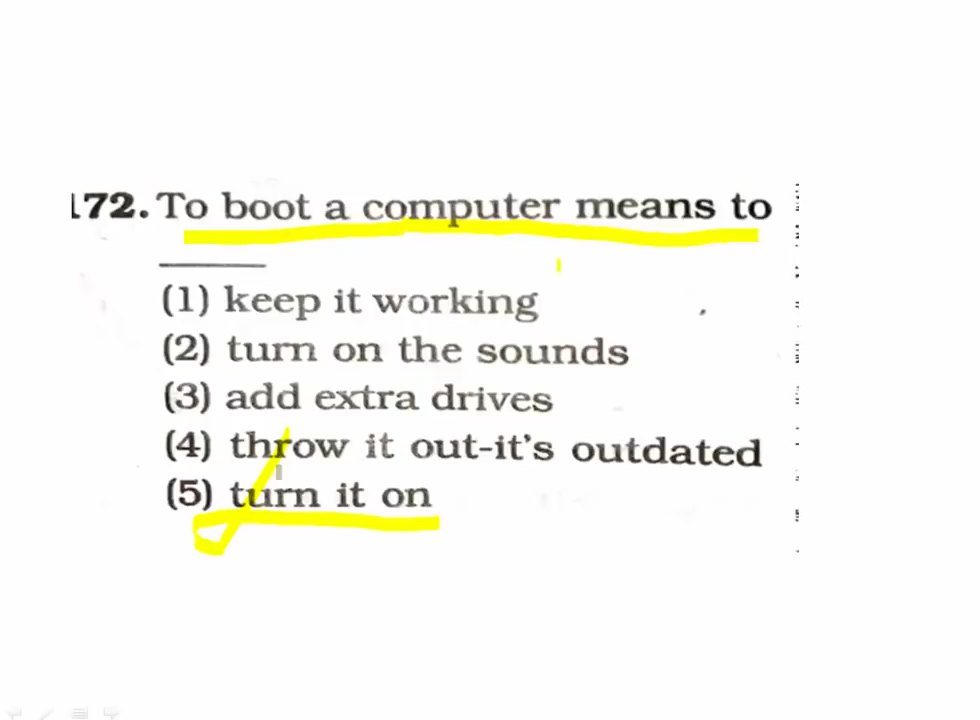 172. To boot a computer means to
(1) keep it working
(2) turn on the sounds
(3) add extra drives
(4) throw it out-it's outdated
(5) turn it on